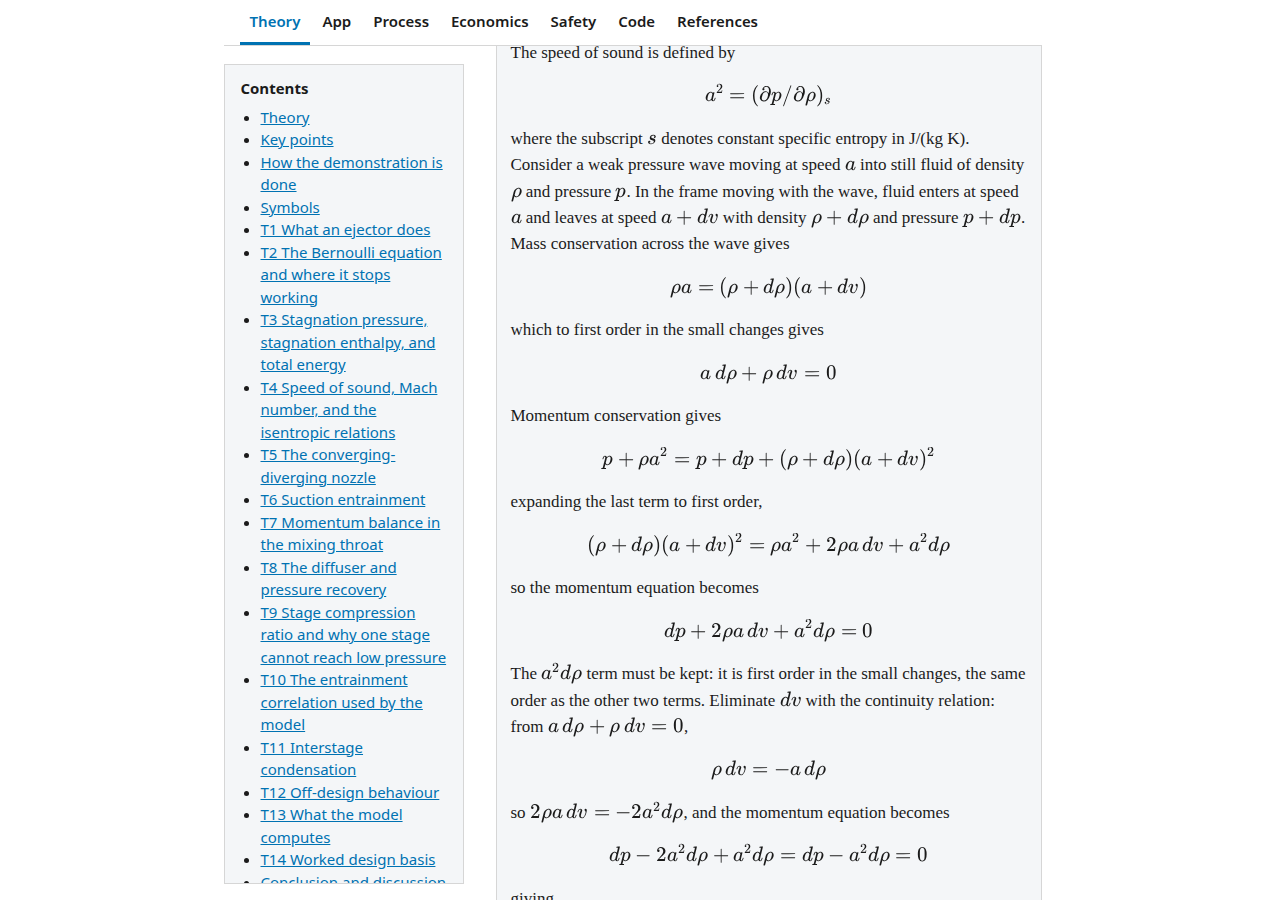 Theory App Process Economics Safety Code References
Contents
Theory
Key points
How the demonstration is
done
Symbols
T1 What an ejector does
T2 The Bernoulli equation
and where it stops
working
T3 Stagnation pressure,
stagnation enthalpy, and
total energy
T4 Speed of sound, Mach
number, and the
isentropic relations
T5 The converging-
diverging nozzle
T6 Suction entrainment
T7 Momentum balance in
the mixing throat
T8 The diffuser and
pressure recovery
T9 Stage compression
ratio and why one stage
cannot reach low pressure
T10 The entrainment
correlation used by the
model
T11 Interstage
condensation
T12 Off-design behaviour
T13 What the model
computes
T14 Worked design basis
Conclusion and discussion
The speed of sound is defined by
a² = (∂p/∂ρ)ₛ
where the subscript s denotes constant specific entropy in J/(kg K).
Consider a weak pressure wave moving at speed a into still fluid of density
ρ and pressure p. In the frame moving with the wave, fluid enters at speed
a and leaves at speed a + dv with density ρ + dρ and pressure p + dp.
Mass conservation across the wave gives
ρa = (ρ + dρ)(a + dv)
which to first order in the small changes gives
a dρ + ρ dv = 0
Momentum conservation gives
p + ρa² = p + dp + (ρ + dρ)(a + dv)²
expanding the last term to first order,
(ρ + dρ)(a + dv)² = ρa² + 2ρa dv + a²dρ
so the momentum equation becomes
dp + 2ρa dv + a²dρ = 0
The a²dρ term must be kept: it is first order in the small changes, the same
order as the other two terms. Eliminate dv with the continuity relation:
from a dρ + ρ dv = 0,
ρ dv = −a dρ
so 2ρa dv = −2a²dρ, and the momentum equation becomes
dp − 2a²dρ + a²dρ = dp − a²dρ = 0
giving